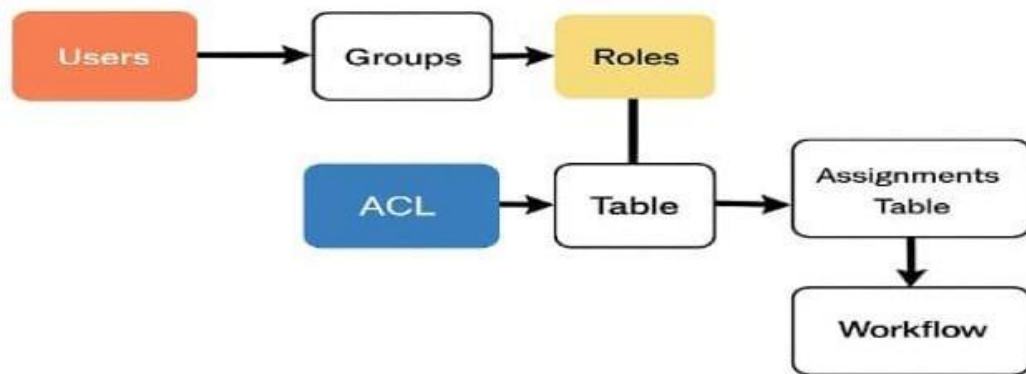 Users
Groups
Roles
ACL
Table
Assignments
Table
Workflow